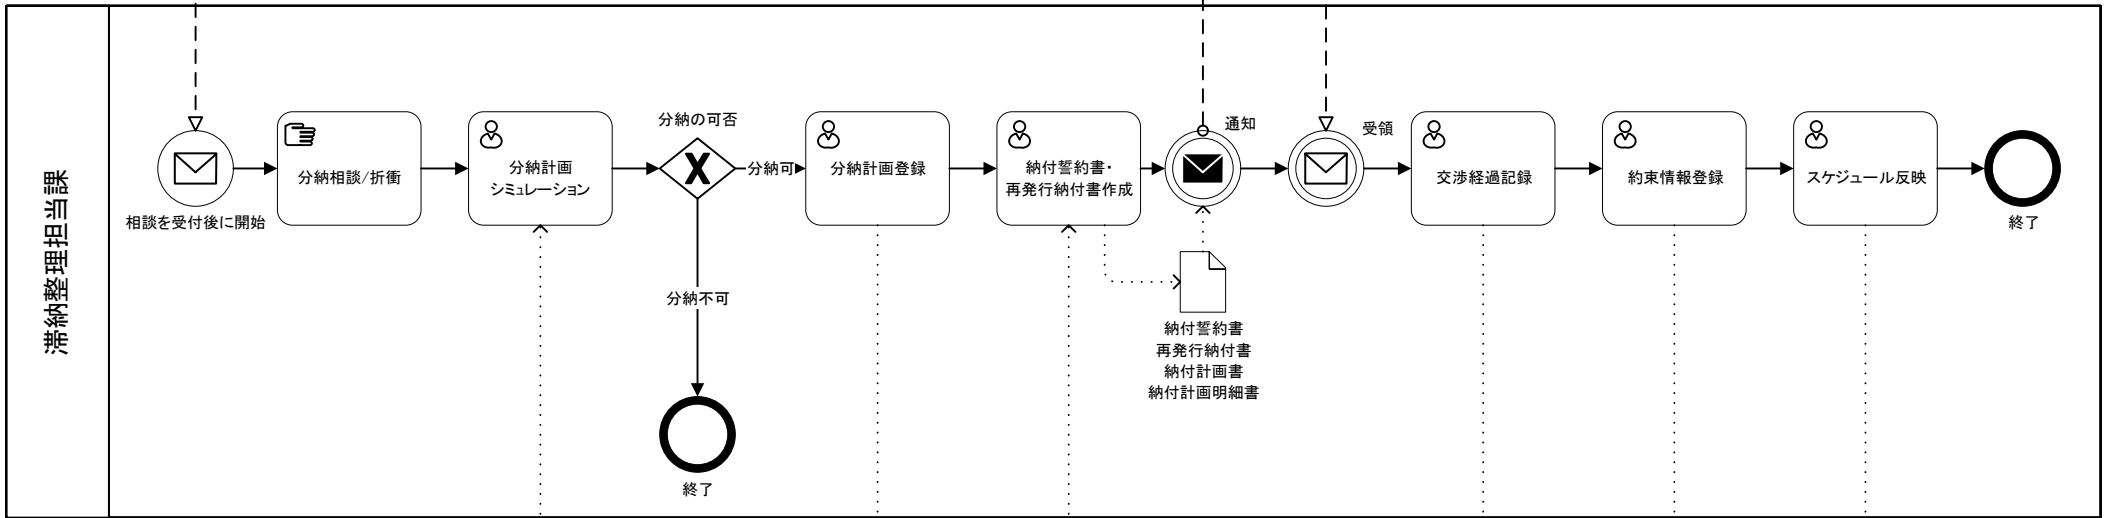 滞納整理担当課
相談を受付後に開始
分納相談/折衝
分納計画
シミュレーション
分納の可否
分納可
分納不可
終了
分納計画登録
納付誓約書・
再発行納付書作成
通知
納付誓約書
再発行納付書
納付計画書
納付計画明細書
受領
交渉経過記録
約束情報登録
スケジュール反映
終了